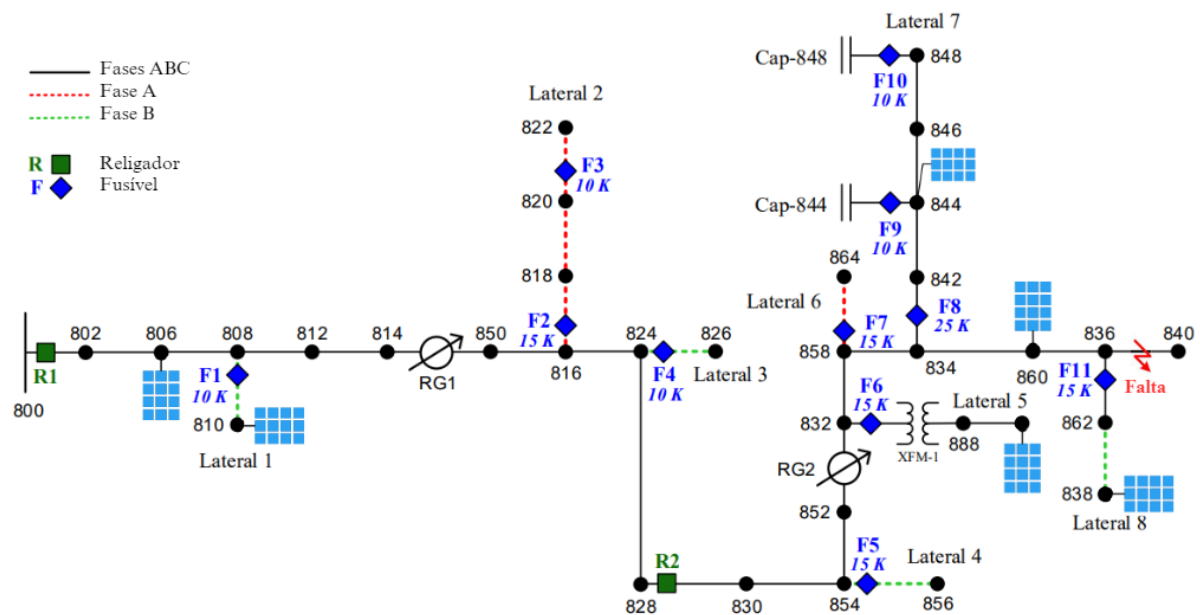 Fases ABC
Fase A
Fase B
R Religador
F Fusível
Lateral 7
Cap-848
848
F10
10 K
846
Lateral 2
822
F3
10 K
820
Cap-844
844
F9
10 K
818
864
842
Lateral 6
F8
25 K
F7
15 K
802
806
808
812
814
850
F2
15 K
824
826
858
834
860
836
840
R1
F1
10 K
RG1
816
F4
10 K
Lateral 3
F11
15 K
Falta
800
F6
15 K
Lateral 5
810
832
862
Lateral 1
XFM-1
888
RG2
838
852
Lateral 8
R2
F5
15 K
Lateral 4
828
830
854
856